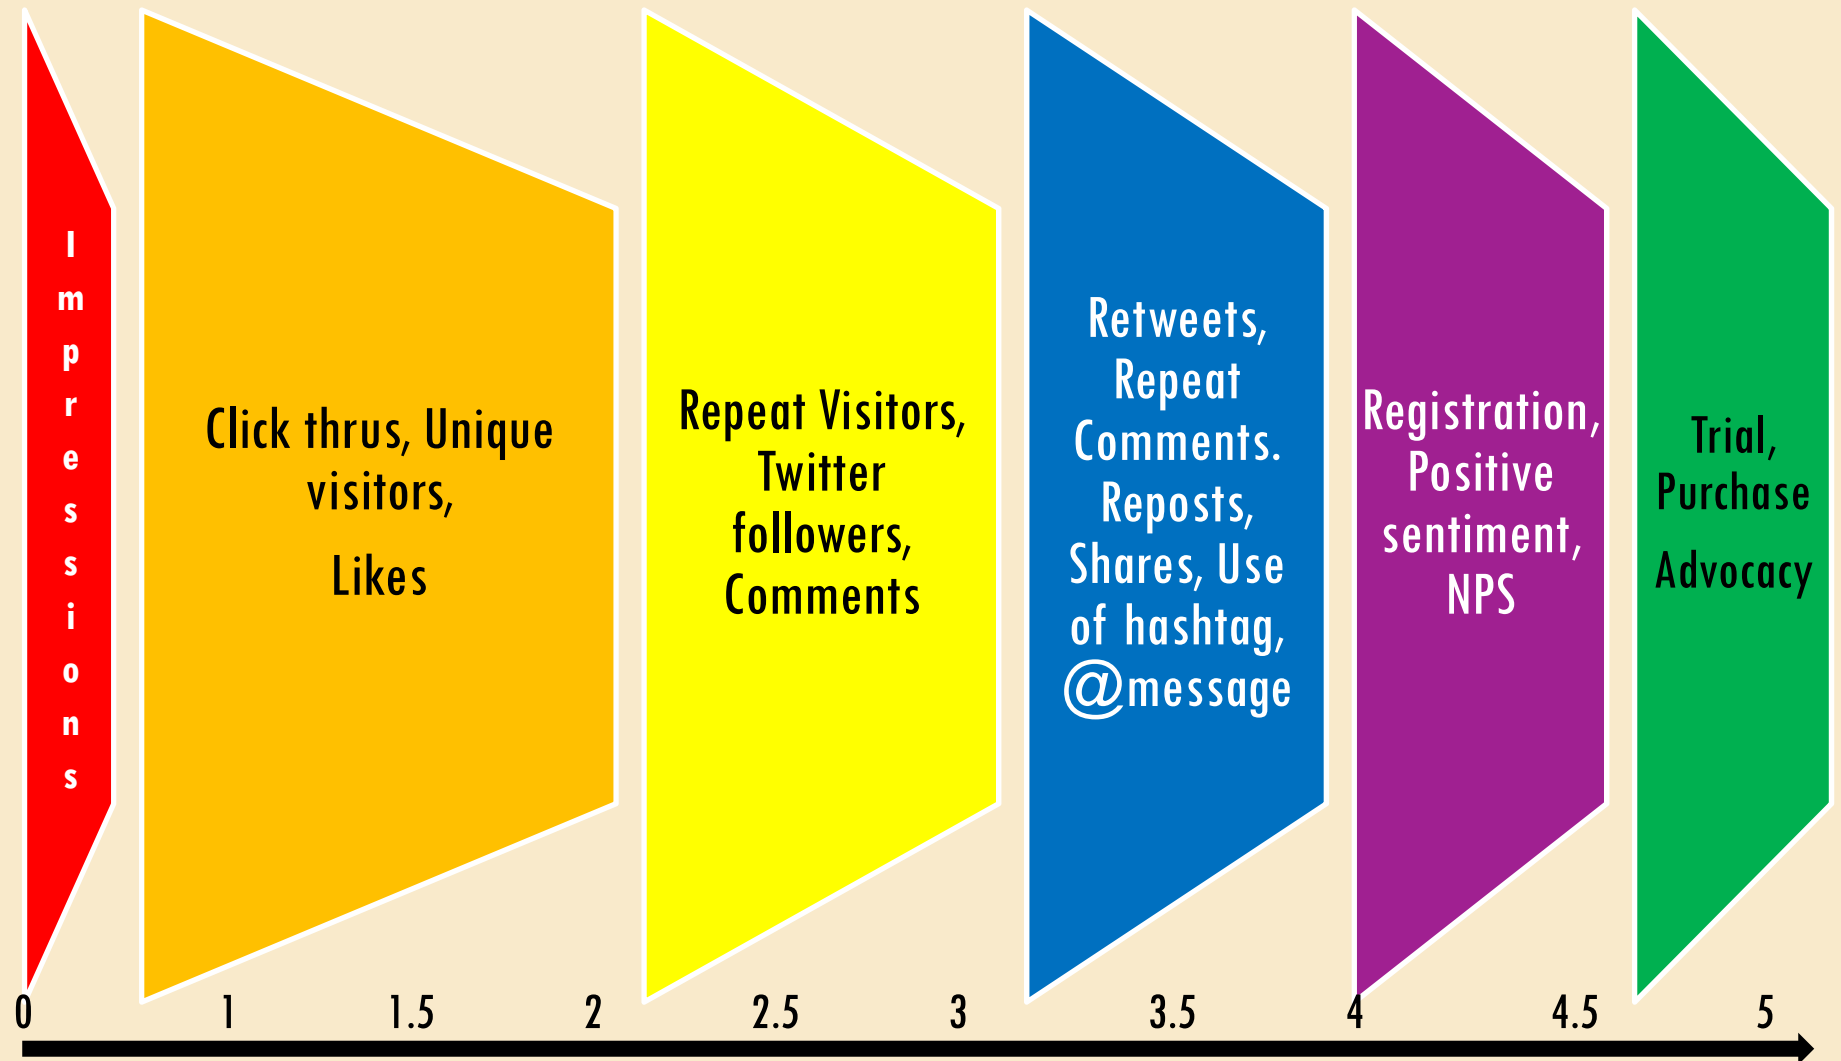 Impressions
Click thrus, Unique
visitors,
Likes
Repeat Visitors,
Twitter
followers,
Comments
Retweets,
Repeat
Comments.
Reposts,
Shares, Use
of hashtag,
@message
Registration,
Positive
sentiment,
NPS
Trial,
Purchase
Advocacy
0 1 1.5 2 2.5 3 3.5 4 4.5 5